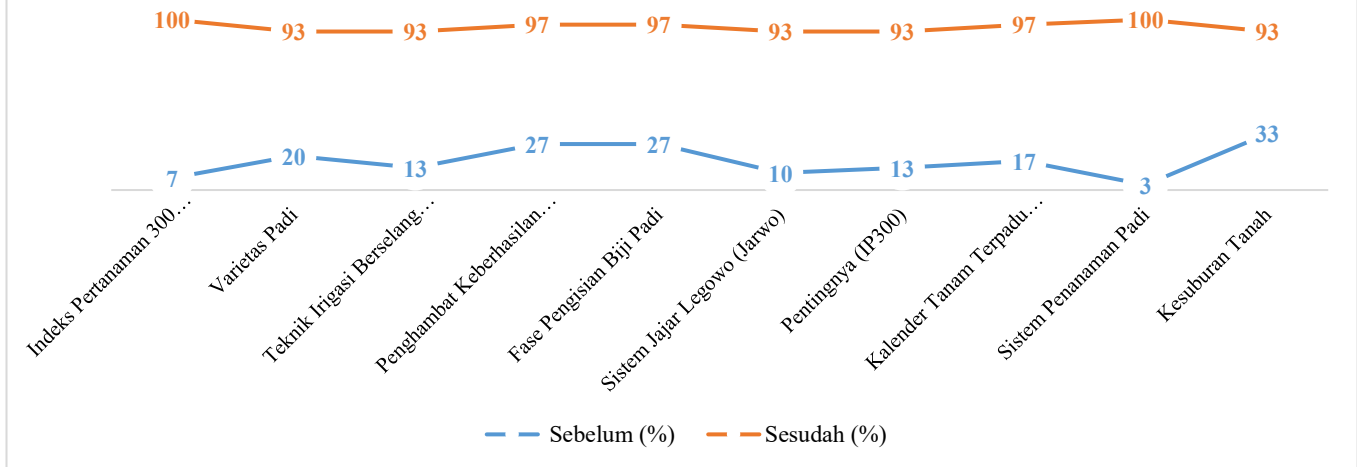 100 93 93 97 97 93 93 97 100 93
7 20 13 27 27 10 13 17 3 33
Indeks Pertanaman 300…
Varietas Padi
Teknik Irigasi Berselang…
Penghambat Keberhasilan…
Fase Pengisian Biji Padi
Sistem Jajar Legowo (Jarwo)
Pentingnya (IP300)
Kalender Tanam Terpadu…
Sistem Penanaman Padi
Kesuburan Tanah
Sebelum (%) Sesudah (%)